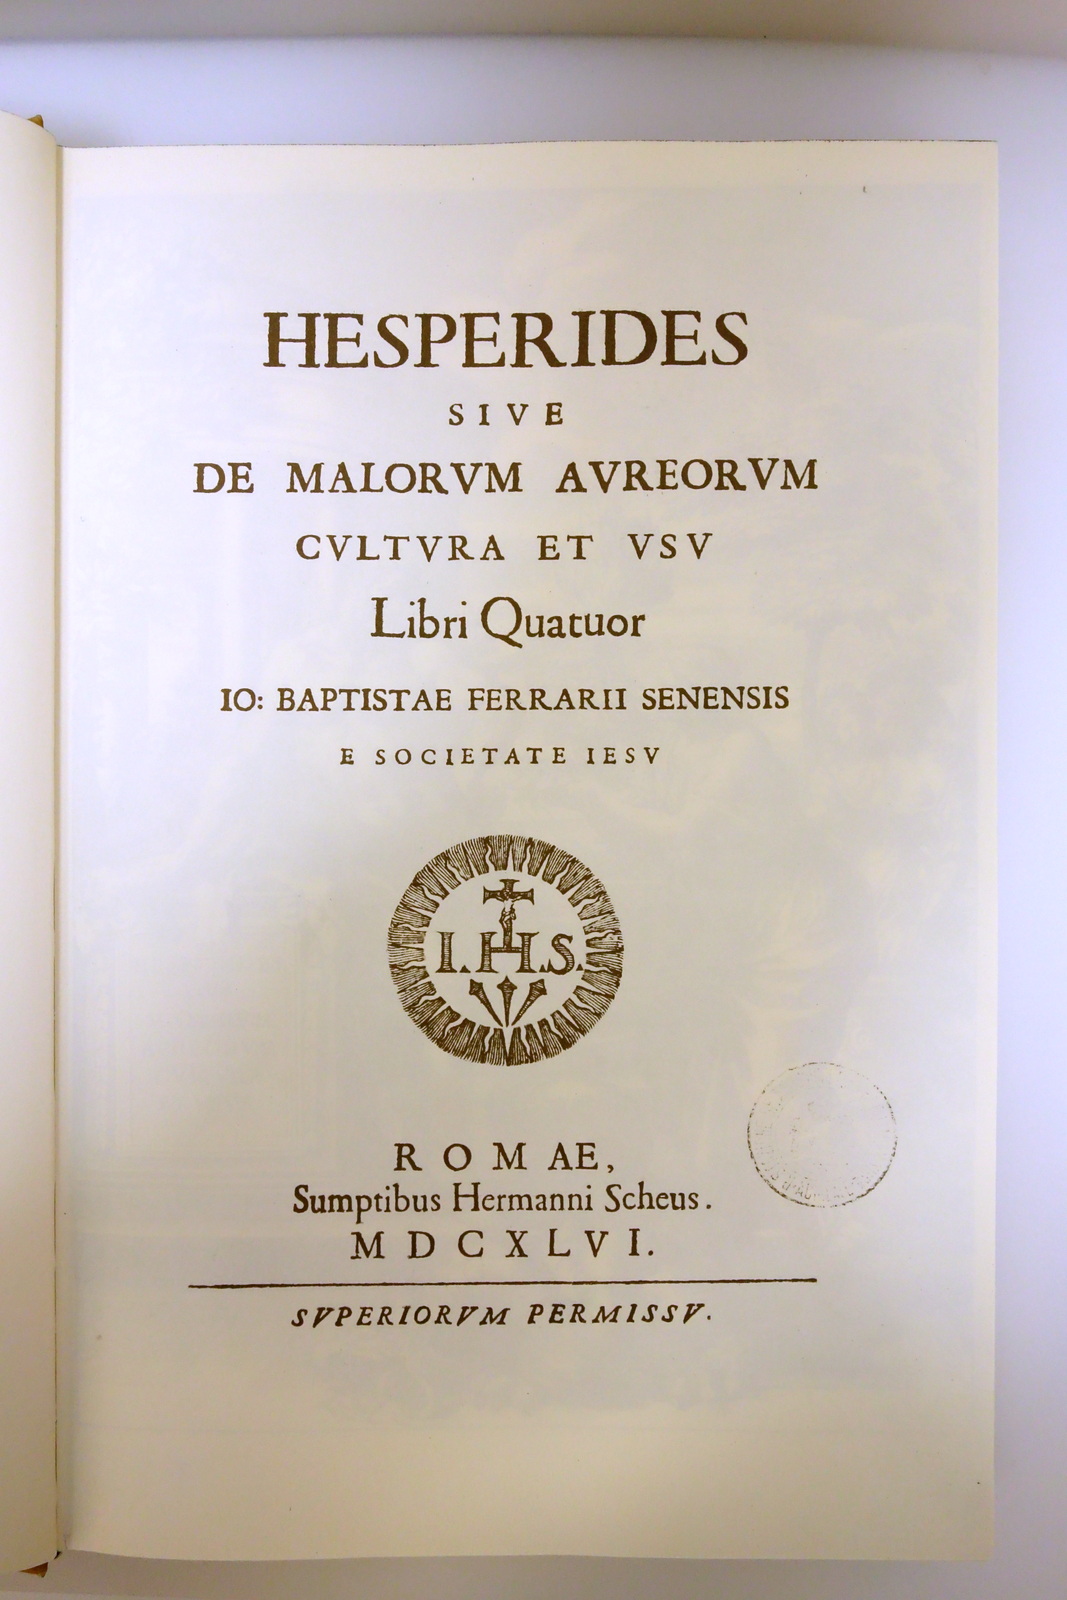 HESPERIDES
SIVE
DE MALORVM AVREORVM
CVLTVRA ET VSV
Libri Quatuor
IO: BAPTISTAE FERRARII SENENSIS
E SOCIETATE IESV
I.H.S.
ROMAE,
Sumptibus Hermanni Scheus.
MDCXLVI.
SVPERIORVM PERMISSV.